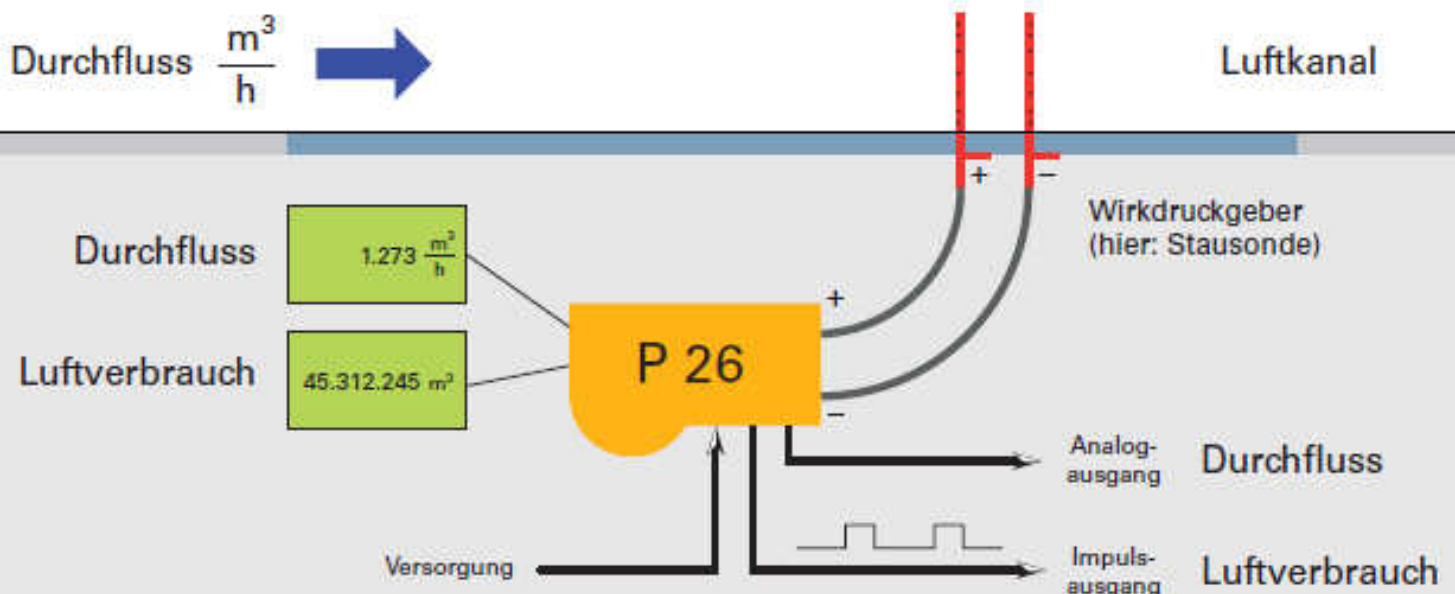 Durchfluss m³/h
Luftkanal
+ −
Wirkdruckgeber
(hier: Stausonde)
Durchfluss
1.273 m³/h
+
P 26
Luftverbrauch
45.312.245 m³
−
Analog-
ausgang
Durchfluss
Versorgung
Impuls-
ausgang
Luftverbrauch